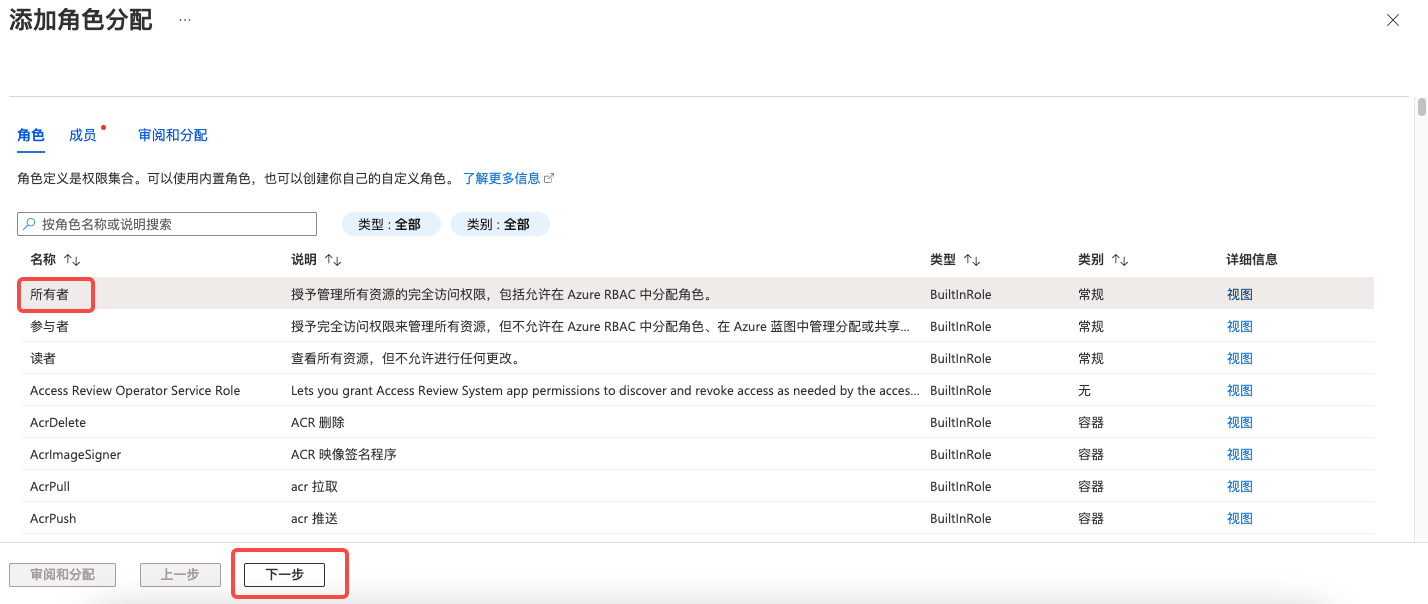 添加角色分配 ...
角色 成员 审阅和分配
角色定义是权限集合。可以使用内置角色，也可以创建你自己的自定义角色。 了解更多信息
按角色名称或说明搜索 类型 : 全部 类别 : 全部
名称 ↑↓ 说明 ↑↓ 类型 ↑↓ 类别 ↑↓ 详细信息
所有者 授予管理所有资源的完全访问权限，包括允许在 Azure RBAC 中分配角色。 BuiltInRole 常规 视图
参与者 授予完全访问权限来管理所有资源，但不允许在 Azure RBAC 中分配角色、在 Azure 蓝图中管理分配或共享... BuiltInRole 常规 视图
读者 查看所有资源，但不允许进行任何更改。 BuiltInRole 常规 视图
Access Review Operator Service Role Lets you grant Access Review System app permissions to discover and revoke access as needed by the acces... BuiltInRole 无 视图
AcrDelete ACR 删除 BuiltInRole 容器 视图
AcrImageSigner ACR 映像签名程序 BuiltInRole 容器 视图
AcrPull acr 拉取 BuiltInRole 容器 视图
AcrPush acr 推送 BuiltInRole 容器 视图
审阅和分配 上一步 下一步